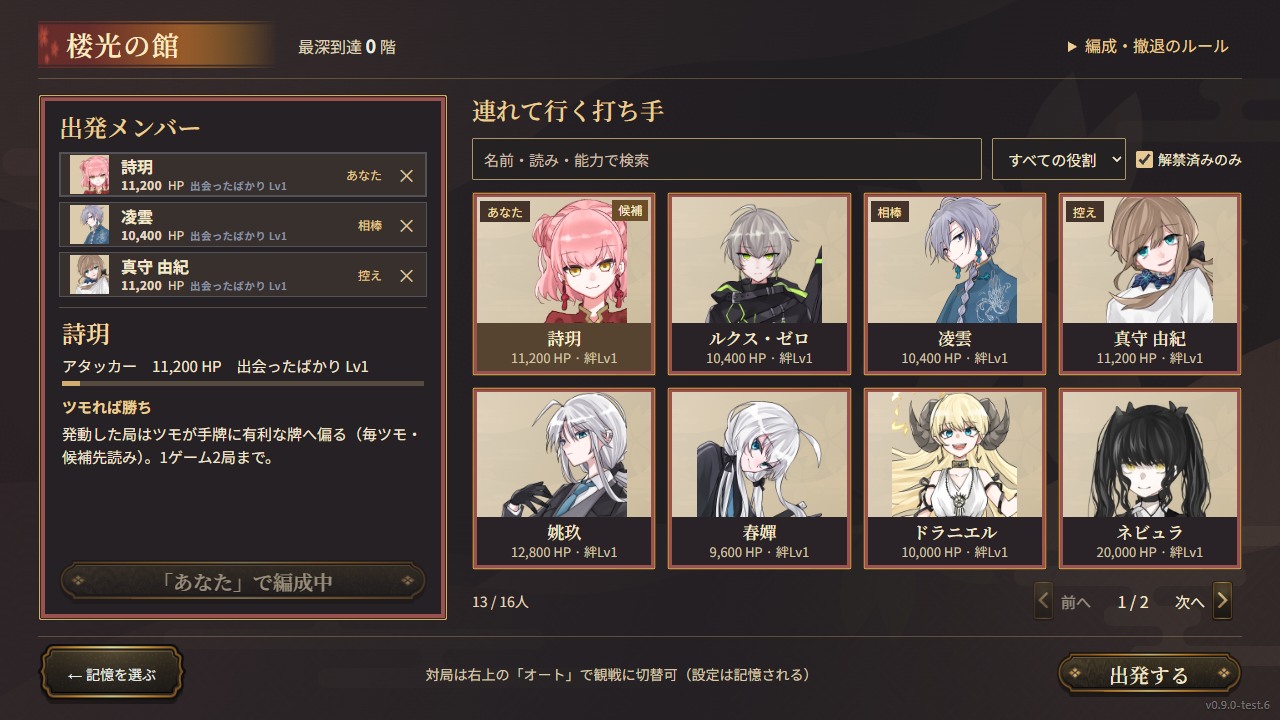 楼光の館
最深到達 0 階
▶ 編成・撤退のルール
出発メンバー
詩玥
11,200 HP 出会ったばかり Lv1
あなた
凌雲
10,400 HP 出会ったばかり Lv1
相棒
真守 由紀
11,200 HP 出会ったばかり Lv1
控え
詩玥
アタッカー 11,200 HP 出会ったばかり Lv1
ツモれば勝ち
発動した局はツモが手牌に有利な牌へ偏る（毎ツモ・
候補先読み）。1ゲーム2局まで。
「あなた」で編成中
連れて行く打ち手
名前・読み・能力で検索
すべての役割
解禁済みのみ
あなた
候補
詩玥
11,200 HP · 絆Lv1
ルクス・ゼロ
10,400 HP · 絆Lv1
相棒
凌雲
10,400 HP · 絆Lv1
控え
真守 由紀
11,200 HP · 絆Lv1
姚玖
12,800 HP · 絆Lv1
春嬋
9,600 HP · 絆Lv1
ドラニエル
10,000 HP · 絆Lv1
ネビュラ
20,000 HP · 絆Lv1
13 / 16人
前へ
1 / 2
次へ
← 記憶を選ぶ
対局は右上の「オート」で観戦に切替可（設定は記憶される）
出発する
v0.9.0-test.6